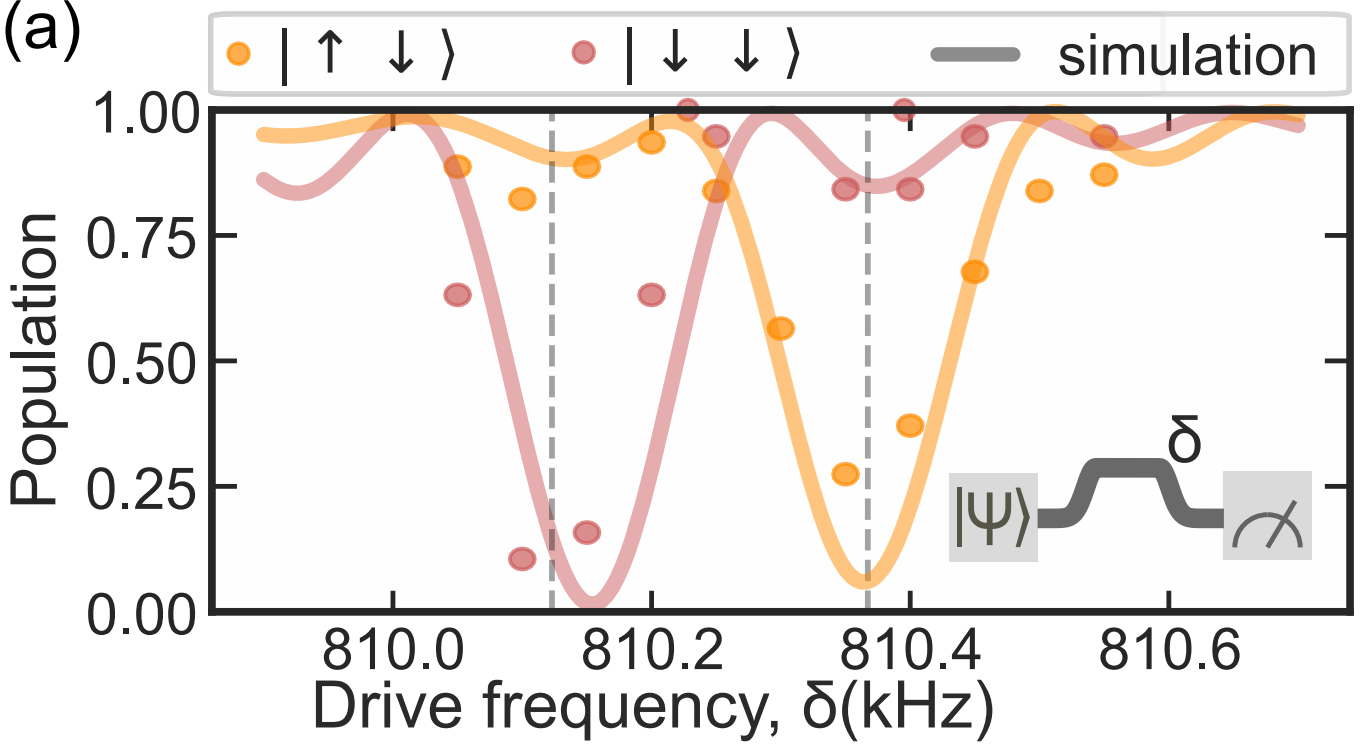 (a)
| ↑ ↓ ⟩ | ↓ ↓ ⟩ simulation
1.00
0.75
0.50
0.25
0.00
Population
δ
|Ψ⟩
810.0 810.2 810.4 810.6
Drive frequency, δ(kHz)